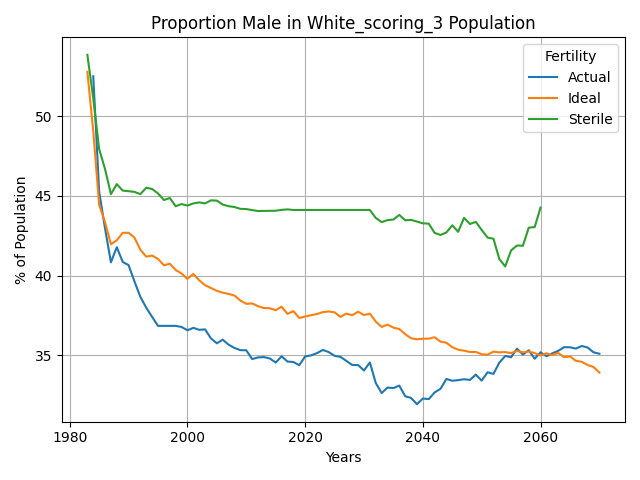 Proportion Male in White_scoring_3 Population
Fertility
Actual
Ideal
Sterile
% of Population
50
45
40
35
1980
2000
2020
2040
2060
Years